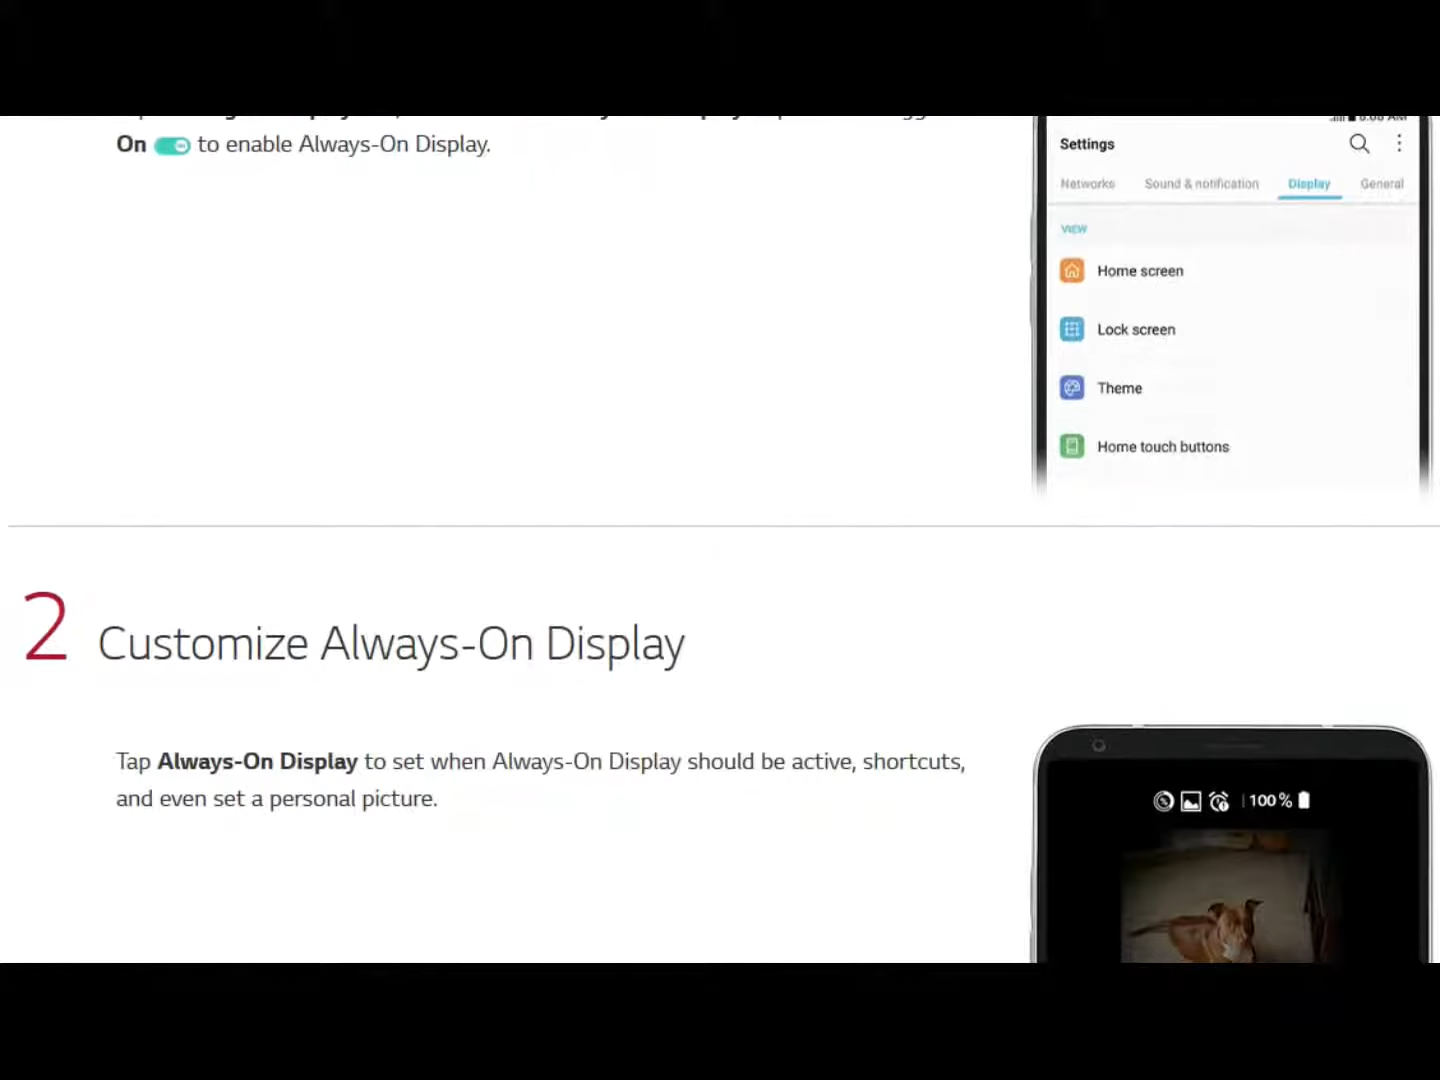 On to enable Always-On Display.
Settings
Networks Sound & notification Display General
VIEW
Home screen
Lock screen
Theme
Home touch buttons
2 Customize Always-On Display
Tap Always-On Display to set when Always-On Display should be active, shortcuts,
and even set a personal picture.
100%